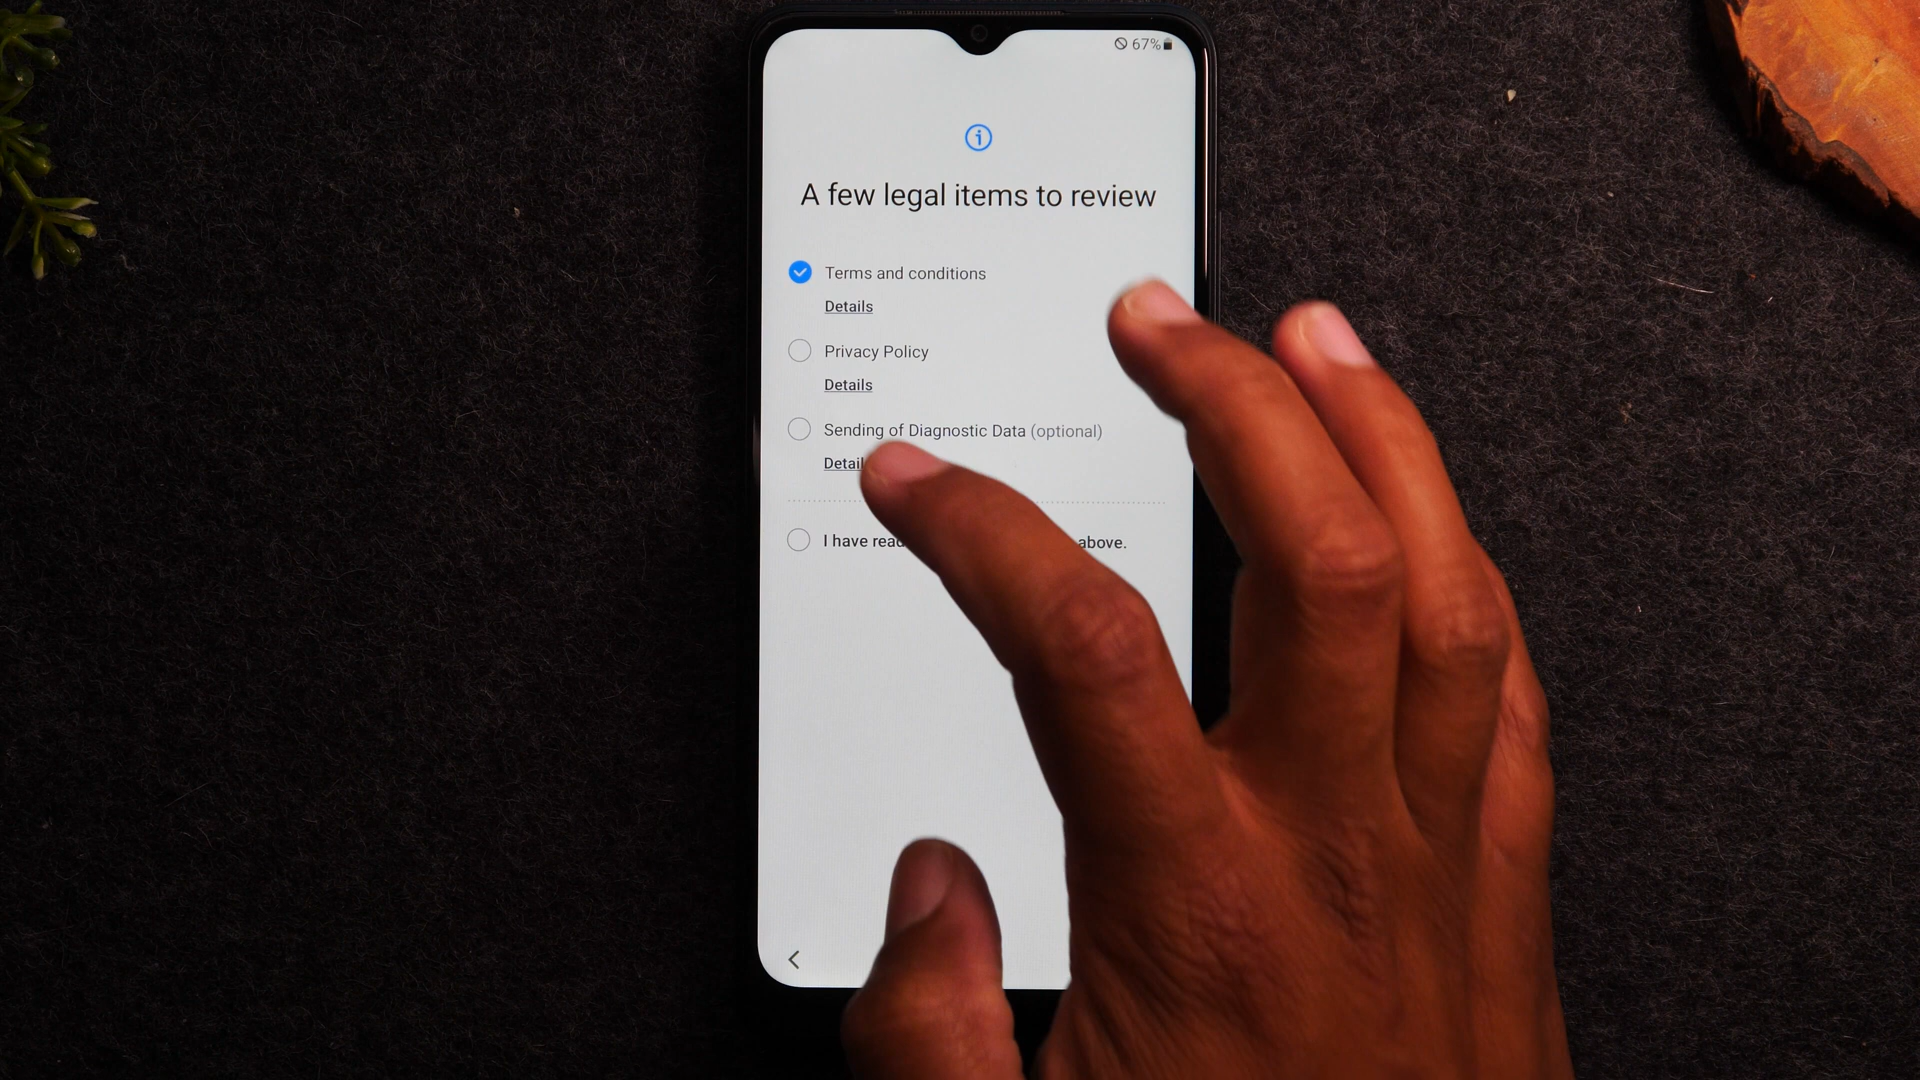 67%
A few legal items to review
Terms and conditions
Details
Privacy Policy
Details
Sending of Diagnostic Data (optional)
I have above.